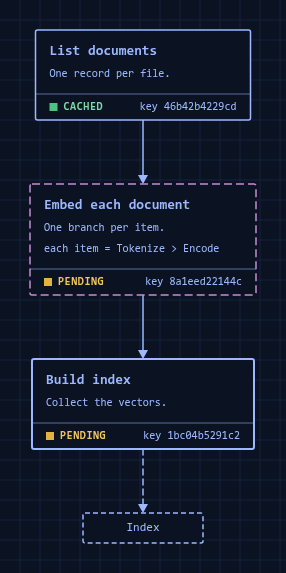 List documents
One record per file.
CACHED key 46b42b4229cd
Embed each document
One branch per item.
each item = Tokenize > Encode
PENDING key 8a1eed22144c
Build index
Collect the vectors.
PENDING key 1bc04b5291c2
Index